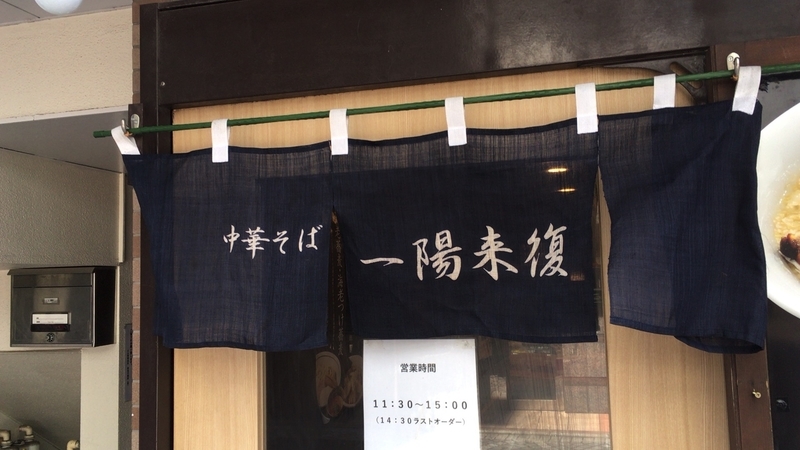 中華そば
一陽来復
営業時間
11:30～15:00
(14:30ラストオーダー)